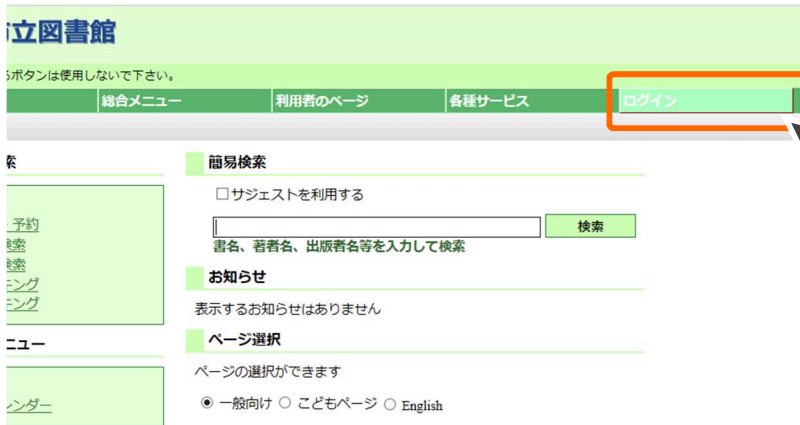 市立図書館
るボタンは使用しないで下さい。
総合メニュー 利用者のページ 各種サービス ログイン
索 簡易検索
サジェストを利用する
予約
検索
検索
検索
キング
キング
書名、著者名、出版者名等を入力して検索
お知らせ
表示するお知らせはありません
ニュー ページ選択
ページの選択ができます
レンダー 一般向け こどもページ English